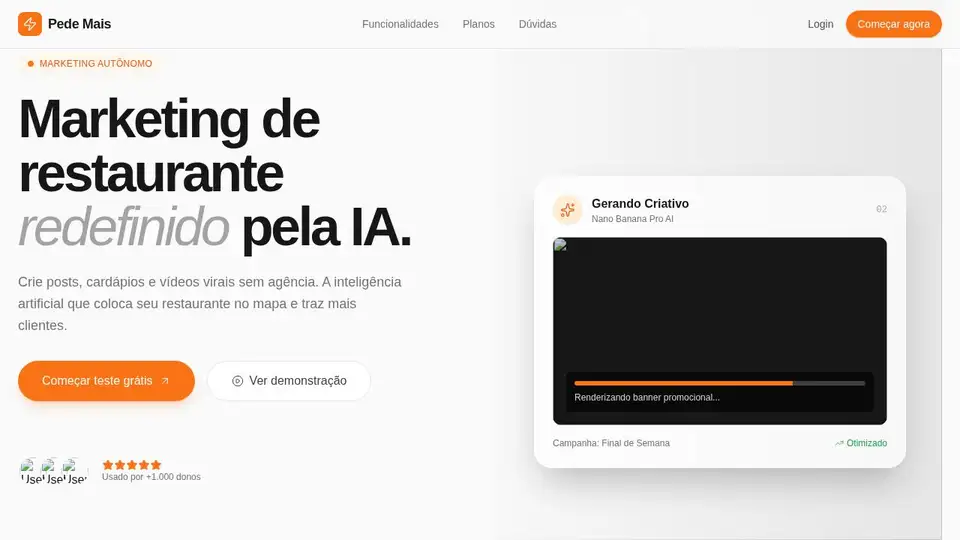 Pede Mais
Funcionalidades
Planos
Dúvidas
Login
Começar agora
MARKETING AUTÔNOMO
Marketing de
restaurante
redefinido pela IA.
Crie posts, cardápios e vídeos virais sem agência. A inteligência
artificial que coloca seu restaurante no mapa e traz mais
clientes.
Começar teste grátis
Ver demonstração
Use
Use
User
Usado por +1.000 donos
Gerando Criativo
Nano Banana Pro AI
02
Renderizando banner promocional...
Campanha: Final de Semana
Otimizado